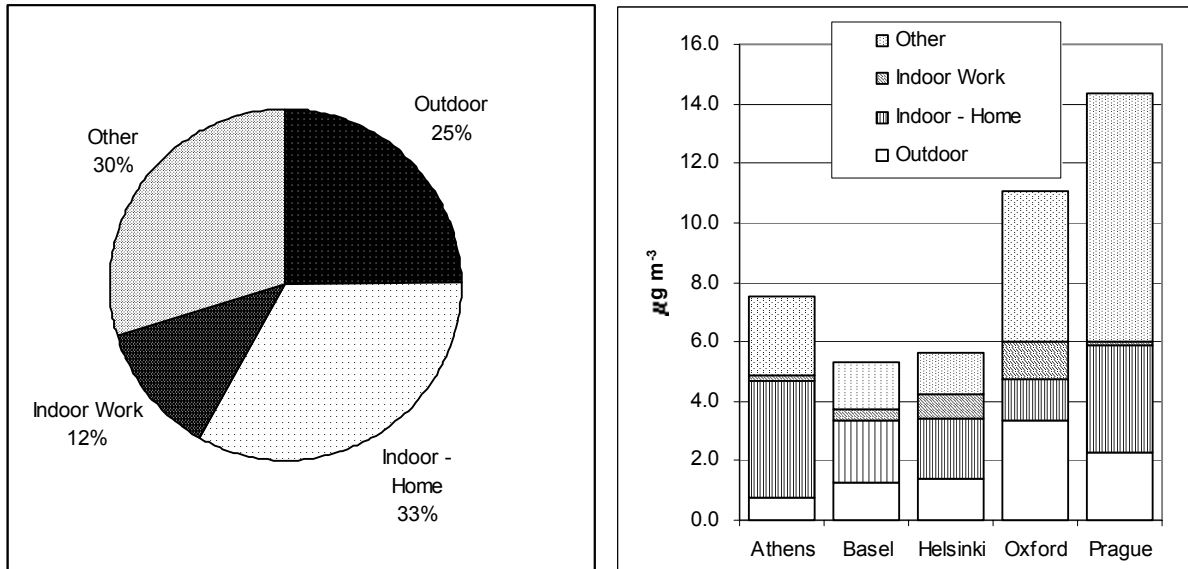 Outdoor
25%
Other
30%
Indoor Work
12%
Indoor -
Home
33%
Other
Indoor Work
Indoor - Home
Outdoor
µg m⁻³
16.0
14.0
12.0
10.0
8.0
6.0
4.0
2.0
0.0
Athens Basel Helsinki Oxford Prague